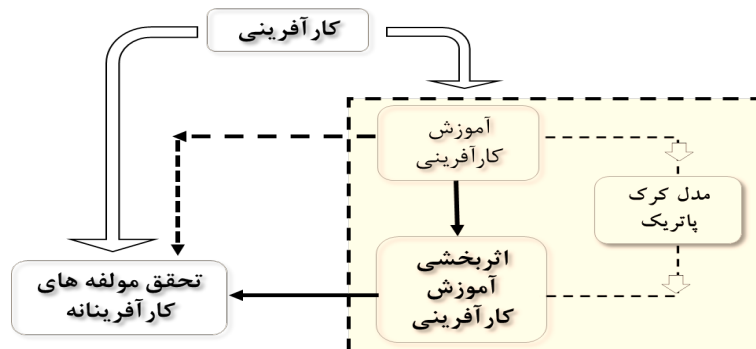 کارآفرینی
آموزش
کارآفرینی
مدل کرک
پاتریک
اثربخشی
آموزش
کارآفرینی
تحقق مولفه های
کارآفرینانه